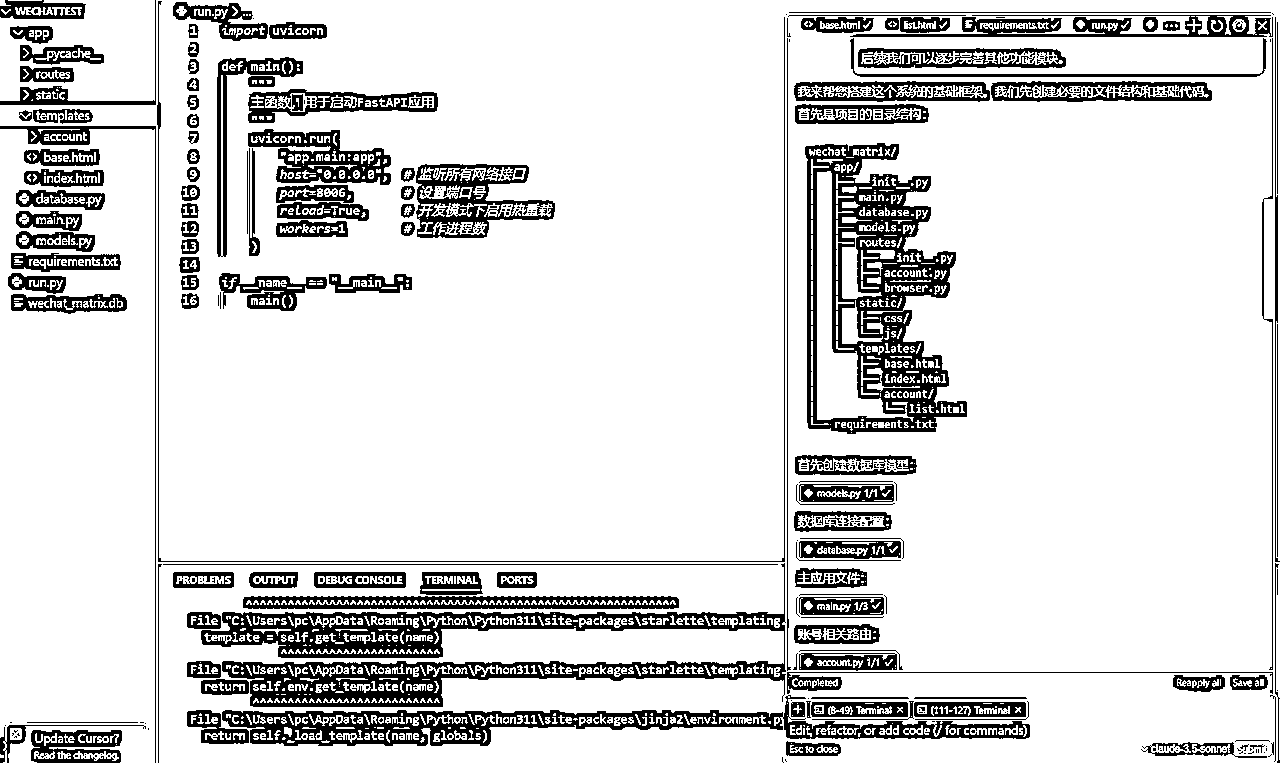 WECHATTEST
app
__pycache__
routes
static
templates
account
base.html
index.html
database.py
main.py
models.py
requirements.txt
run.py
wechat_matrix.db
Update Cursor?
Read the changelog.
run.py
1 import uvicorn
2
3 def main():
4 """
5 主函数,用于启动FastAPI应用
6 """
7 uvicorn.run(
8 "app.main:app",
9 host="0.0.0.0", # 监听所有网络接口
10 port=8006, # 设置端口号
11 reload=True, # 开发模式下启用热重载
12 workers=1 # 工作进程数
13 )
14
15 if __name__ == "__main__":
16 main()
PROBLEMS OUTPUT DEBUG CONSOLE TERMINAL PORTS
File "C:\Users\pc\AppData\Roaming\Python\Python311\site-packages\starlette\templating.
template = self.get_template(name)
File "C:\Users\pc\AppData\Roaming\Python\Python311\site-packages\starlette\templating.
return self.env.get_template(name)
File "C:\Users\pc\AppData\Roaming\Python\Python311\site-packages\jinja2\environment.py
return self._load_template(name, globals)
base.html list.html requirements.txt run.py
后续我们可以逐步完善其他功能模块。
我来帮您搭建这个系统的基础框架。我们先创建必要的文件结构和基础代码。
首先是项目的目录结构:
wechat_matrix/
app/
__init__.py
main.py
database.py
models.py
routes/
__init__.py
account.py
browser.py
static/
css/
js/
templates/
base.html
index.html
account/
list.html
requirements.txt
首先创建数据库模型:
models.py 1/1
数据库连接配置:
database.py 1/1
主应用文件:
main.py 1/3
账号相关路由:
account.py 1/1
Completed Reapply all Save all
(8-49) Terminal × (111-127) Terminal ×
Edit, refactor, or add code (/ for commands)
Esc to close claude-3.5-sonnet Submit